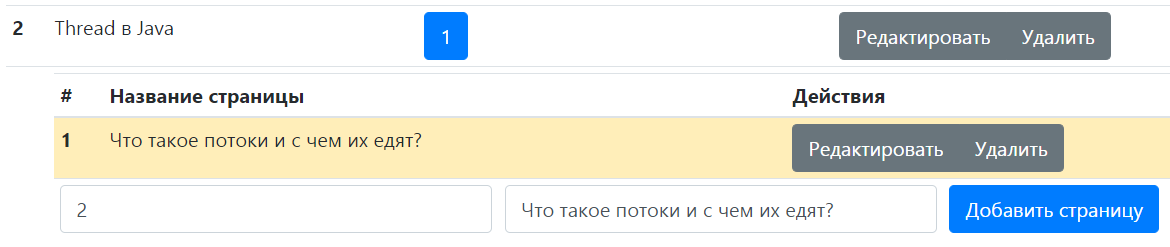 2 Thread в Java 1 Редактировать Удалить
# Название страницы Действия
1 Что такое потоки и с чем их едят? Редактировать Удалить
2 Что такое потоки и с чем их едят? Добавить страницу